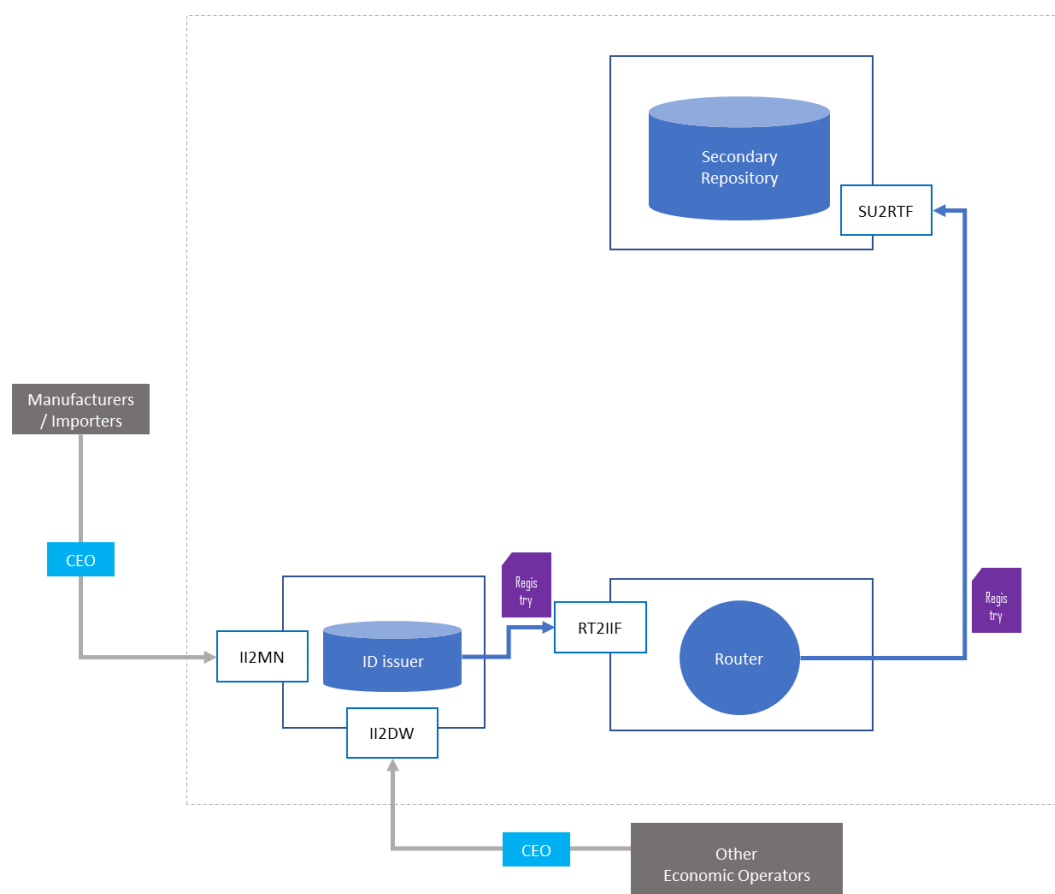 Secondary
Repository
SU2RTF
Manufacturers
/ Importers
CEO
Regis
try
Regis
try
RT2IIF
II2MN
ID issuer
Router
II2DW
CEO
Other
Economic Operators